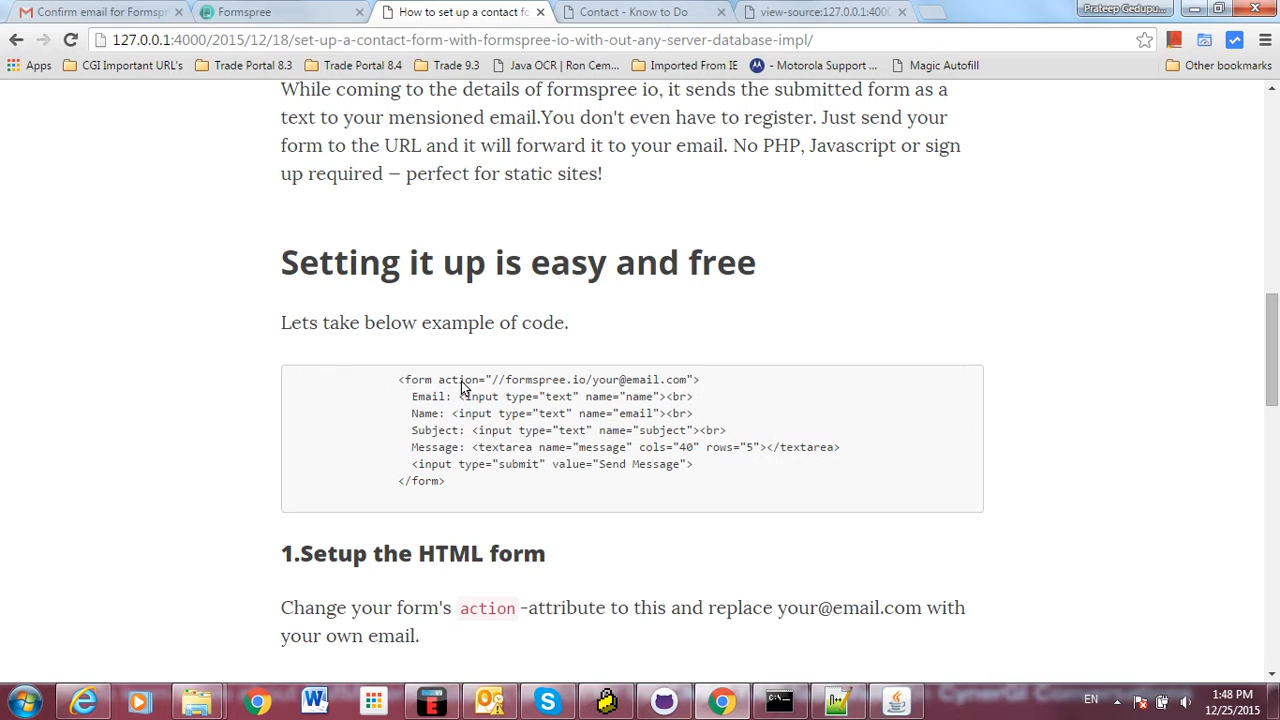 Confirm email for Formsp
Formspree
How to set up a contact fo
Contact - Know to Do
view-source:127.0.0.1:400
Prateep Gedupu...
127.0.0.1:4000/2015/12/18/set-up-a-contact-form-with-formspree-io-with-out-any-server-database-impl/
Apps
CGI Important URL's
Trade Portal 8.3
Trade Portal 8.4
Trade 9.3
Java OCR | Ron Cem...
Imported From IE
- Motorola Support ...
Magic Autofill
Other bookmarks
While coming to the details of formspree io, it sends the submitted form as a
text to your mensioned email.You don't even have to register. Just send your
form to the URL and it will forward it to your email. No PHP, Javascript or sign
up required — perfect for static sites!
Setting it up is easy and free
Lets take below example of code.
<form action="//formspree.io/your@email.com">
Email: <input type="text" name="name"><br>
Name: <input type="text" name="email"><br>
Subject: <input type="text" name="subject"><br>
Message: <textarea name="message" cols="40" rows="5"></textarea>
<input type="submit" value="Send Message">
</form>
1.Setup the HTML form
Change your form's action -attribute to this and replace your@email.com with
your own email.
EN
1:48 PM
12/25/2015